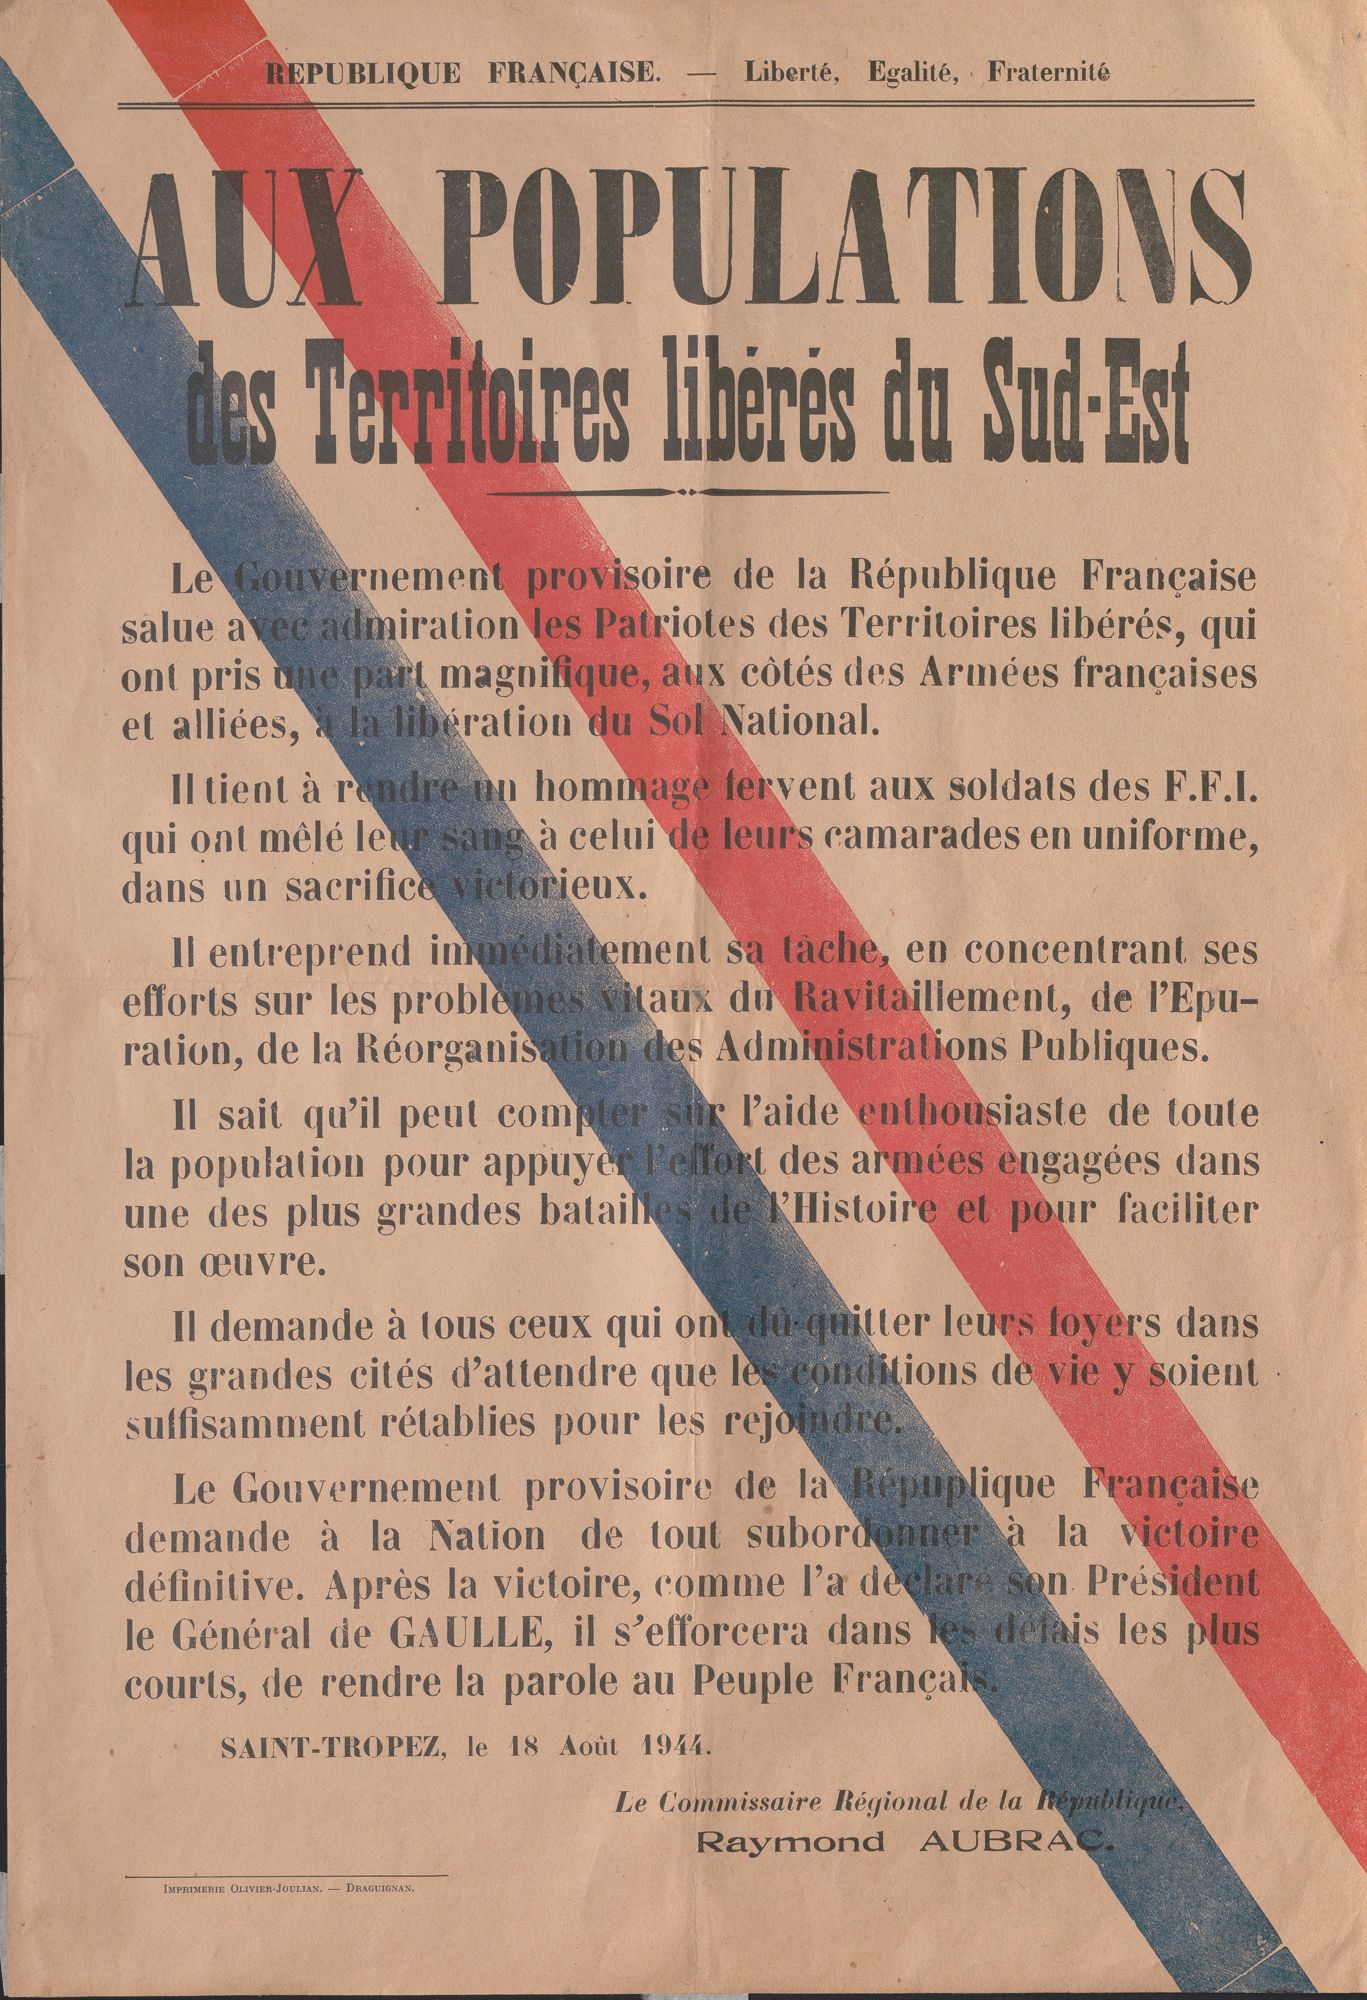 REPUBLIQUE FRANÇAISE. — Liberté, Egalité, Fraternité
AUX POPULATIONS
des Territoires libérés du Sud-Est
Le Gouvernement provisoire de la République Française
salue avec admiration les Patriotes des Territoires libérés, qui
ont pris une part magnifique, aux côtés des Armées françaises
et alliées, à la libération du Sol National.
Il tient à rendre un hommage fervent aux soldats des F.F.I.
qui ont mêlé leur sang à celui de leurs camarades en uniforme,
dans un sacrifice victorieux.
Il entreprend immédiatement sa tâche, en concentrant ses
efforts sur les problèmes vitaux du Ravitaillement, de l'Epu-
ration, de la Réorganisation des Administrations Publiques.
Il sait qu'il peut compter sur l'aide enthousiaste de toute
la population pour appuyer l'effort des armées engagées dans
une des plus grandes batailles de l'Histoire et pour faciliter
son œuvre.
Il demande à tous ceux qui ont dû quitter leurs foyers dans
les grandes cités d'attendre que les conditions de vie y soient
suffisamment rétablies pour les rejoindre.
Le Gouvernement provisoire de la Répuplique Française
demande à la Nation de tout subordonner à la victoire
définitive. Après la victoire, comme l'a déclaré son Président
le Général de GAULLE, il s'efforcera dans les délais les plus
courts, de rendre la parole au Peuple Français.
SAINT-TROPEZ, le 18 Août 1944.
Le Commissaire Régional de la République,
Raymond AUBRAC.
IMPRIMERIE OLIVIER-JOULIAN. — DRAGUIGNAN.